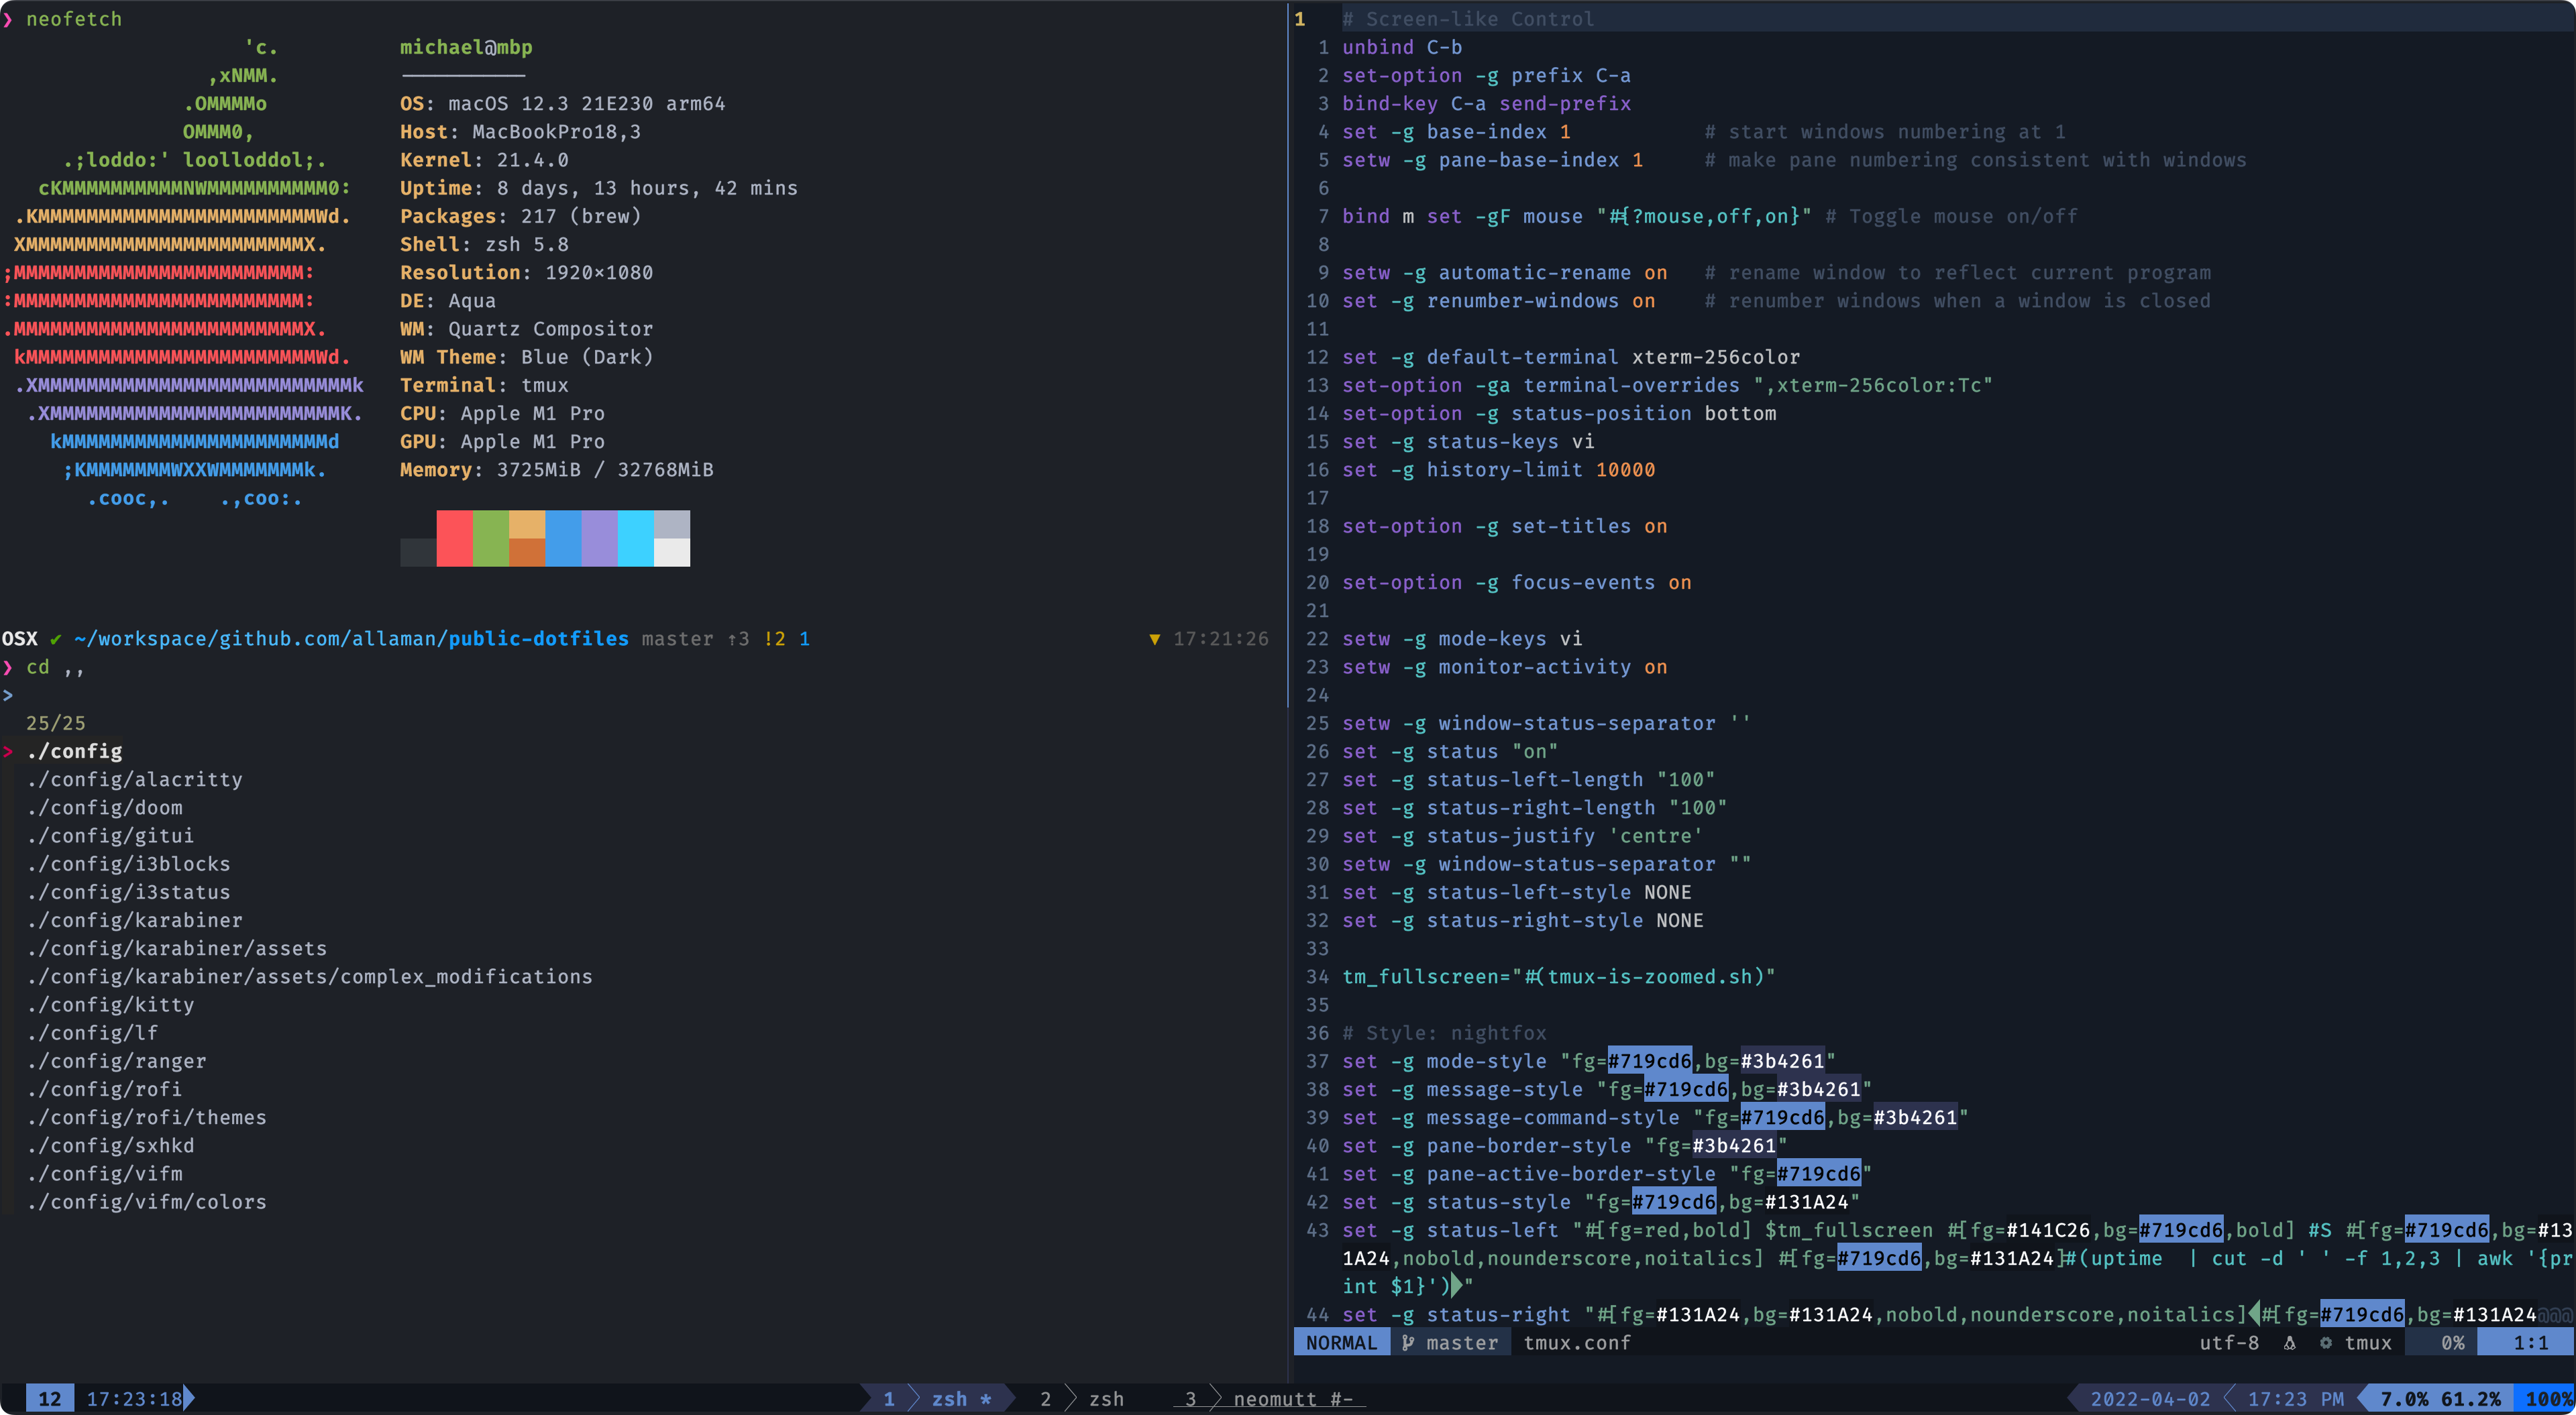 ❯ neofetch
'c.
,xNMM.
.OMMMMo
OMMM0,
.;loddo:' loolloddol;.
cKMMMMMMMMMMNWMMMMMMMMMM0:
.KMMMMMMMMMMMMMMMMMMMMMMMWd.
XMMMMMMMMMMMMMMMMMMMMMMMX.
;MMMMMMMMMMMMMMMMMMMMMMMM:
:MMMMMMMMMMMMMMMMMMMMMMMM:
.MMMMMMMMMMMMMMMMMMMMMMMMX.
kMMMMMMMMMMMMMMMMMMMMMMMMWd.
.XMMMMMMMMMMMMMMMMMMMMMMMMMMk
.XMMMMMMMMMMMMMMMMMMMMMMMMK.
kMMMMMMMMMMMMMMMMMMMMMMd
;KMMMMMMMWXXWMMMMMMMk.
.cooc,. .,coo:.
michael@mbp
-----------
OS: macOS 12.3 21E230 arm64
Host: MacBookPro18,3
Kernel: 21.4.0
Uptime: 8 days, 13 hours, 42 mins
Packages: 217 (brew)
Shell: zsh 5.8
Resolution: 1920×1080
DE: Aqua
WM: Quartz Compositor
WM Theme: Blue (Dark)
Terminal: tmux
CPU: Apple M1 Pro
GPU: Apple M1 Pro
Memory: 3725MiB / 32768MiB
OSX ✔ ~/workspace/github.com/allaman/public-dotfiles master ⇡3 !2 1 ▼ 17:21:26
❯ cd ,,
>
25/25
> ./config
./config/alacritty
./config/doom
./config/gitui
./config/i3blocks
./config/i3status
./config/karabiner
./config/karabiner/assets
./config/karabiner/assets/complex_modifications
./config/kitty
./config/lf
./config/ranger
./config/rofi
./config/rofi/themes
./config/sxhkd
./config/vifm
./config/vifm/colors
1 # Screen-like Control
1 unbind C-b
2 set-option -g prefix C-a
3 bind-key C-a send-prefix
4 set -g base-index 1 # start windows numbering at 1
5 setw -g pane-base-index 1 # make pane numbering consistent with windows
6
7 bind m set -gF mouse "#{?mouse,off,on}" # Toggle mouse on/off
8
9 setw -g automatic-rename on # rename window to reflect current program
10 set -g renumber-windows on # renumber windows when a window is closed
11
12 set -g default-terminal xterm-256color
13 set-option -ga terminal-overrides ",xterm-256color:Tc"
14 set-option -g status-position bottom
15 set -g status-keys vi
16 set -g history-limit 10000
17
18 set-option -g set-titles on
19
20 set-option -g focus-events on
21
22 setw -g mode-keys vi
23 setw -g monitor-activity on
24
25 setw -g window-status-separator ''
26 set -g status "on"
27 set -g status-left-length "100"
28 set -g status-right-length "100"
29 set -g status-justify 'centre'
30 setw -g window-status-separator ""
31 set -g status-left-style NONE
32 set -g status-right-style NONE
33
34 tm_fullscreen="#(tmux-is-zoomed.sh)"
35
36 # Style: nightfox
37 set -g mode-style "fg=#719cd6,bg=#3b4261"
38 set -g message-style "fg=#719cd6,bg=#3b4261"
39 set -g message-command-style "fg=#719cd6,bg=#3b4261"
40 set -g pane-border-style "fg=#3b4261"
41 set -g pane-active-border-style "fg=#719cd6"
42 set -g status-style "fg=#719cd6,bg=#131A24"
43 set -g status-left "#[fg=red,bold] $tm_fullscreen #[fg=#141C26,bg=#719cd6,bold] #S #[fg=#719cd6,bg=#13
1A24,nobold,nounderscore,noitalics] #[fg=#719cd6,bg=#131A24]#(uptime | cut -d ' ' -f 1,2,3 | awk '{pr
int $1}')"
44 set -g status-right "#[fg=#131A24,bg=#131A24,nobold,nounderscore,noitalics]#[fg=#719cd6,bg=#131A24@@@
NORMAL master tmux.conf utf-8 tmux 0% 1:1
12 17:23:18 1 zsh * 2 zsh 3 neomutt #- 2022-04-02 17:23 PM 7.0% 61.2% 100%